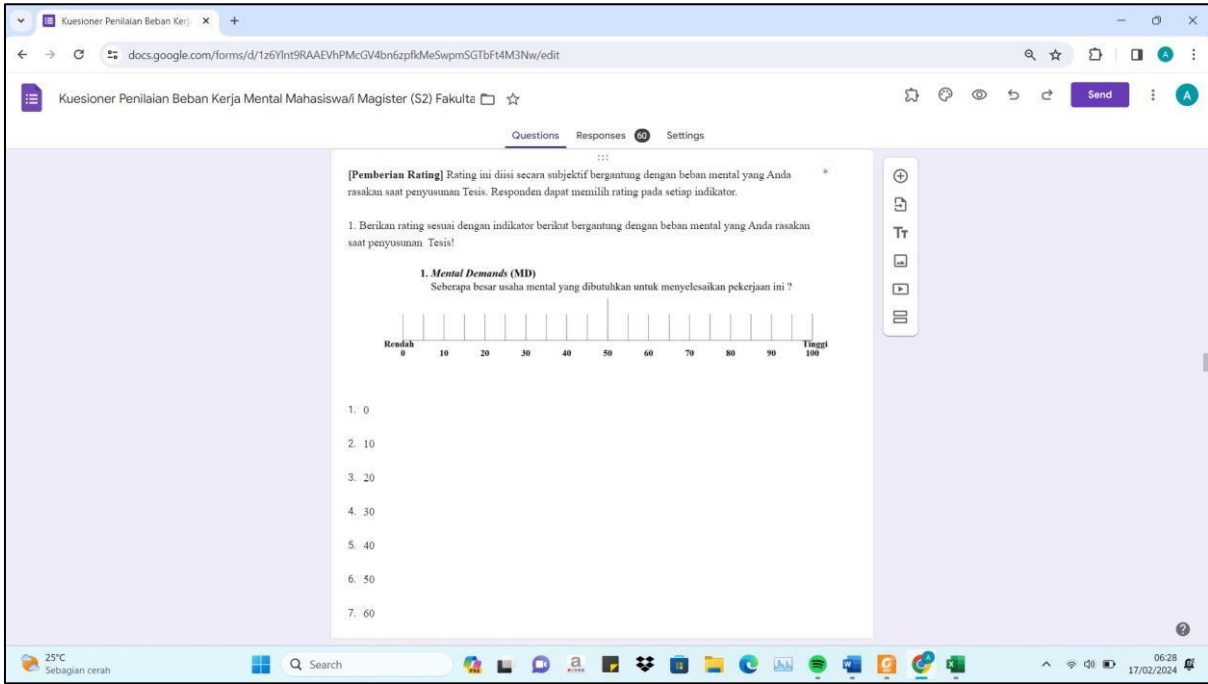 Kuesioner Penilaian Beban Kerj
docs.google.com/forms/d/1z6Ylnt9RAAEVhPMcGV4bn6zpfkMeSwpmSGTbFt4M3Nw/edit
A
Kuesioner Penilaian Beban Kerja Mental Mahasiswa/i Magister (S2) Fakulta
Send
A
Questions Responses 60 Settings
[Pemberian Rating] Rating ini diisi secara subjektif bergantung dengan beban mental yang Anda *
rasakan saat penyusunan Tesis. Responden dapat memilih rating pada setiap indikator.
1. Berikan rating sesuai dengan indikator berikut bergantung dengan beban mental yang Anda rasakan
saat penyusunan Tesis!
1. Mental Demands (MD)
Seberapa besar usaha mental yang dibutuhkan untuk menyelesaikan pekerjaan ini ?
Rendah Tinggi
0 10 20 30 40 50 60 70 80 90 100
1. 0
2. 10
3. 20
4. 30
5. 40
6. 50
7. 60
Tт
25°C
Sebagian cerah
Search
06:28
17/02/2024